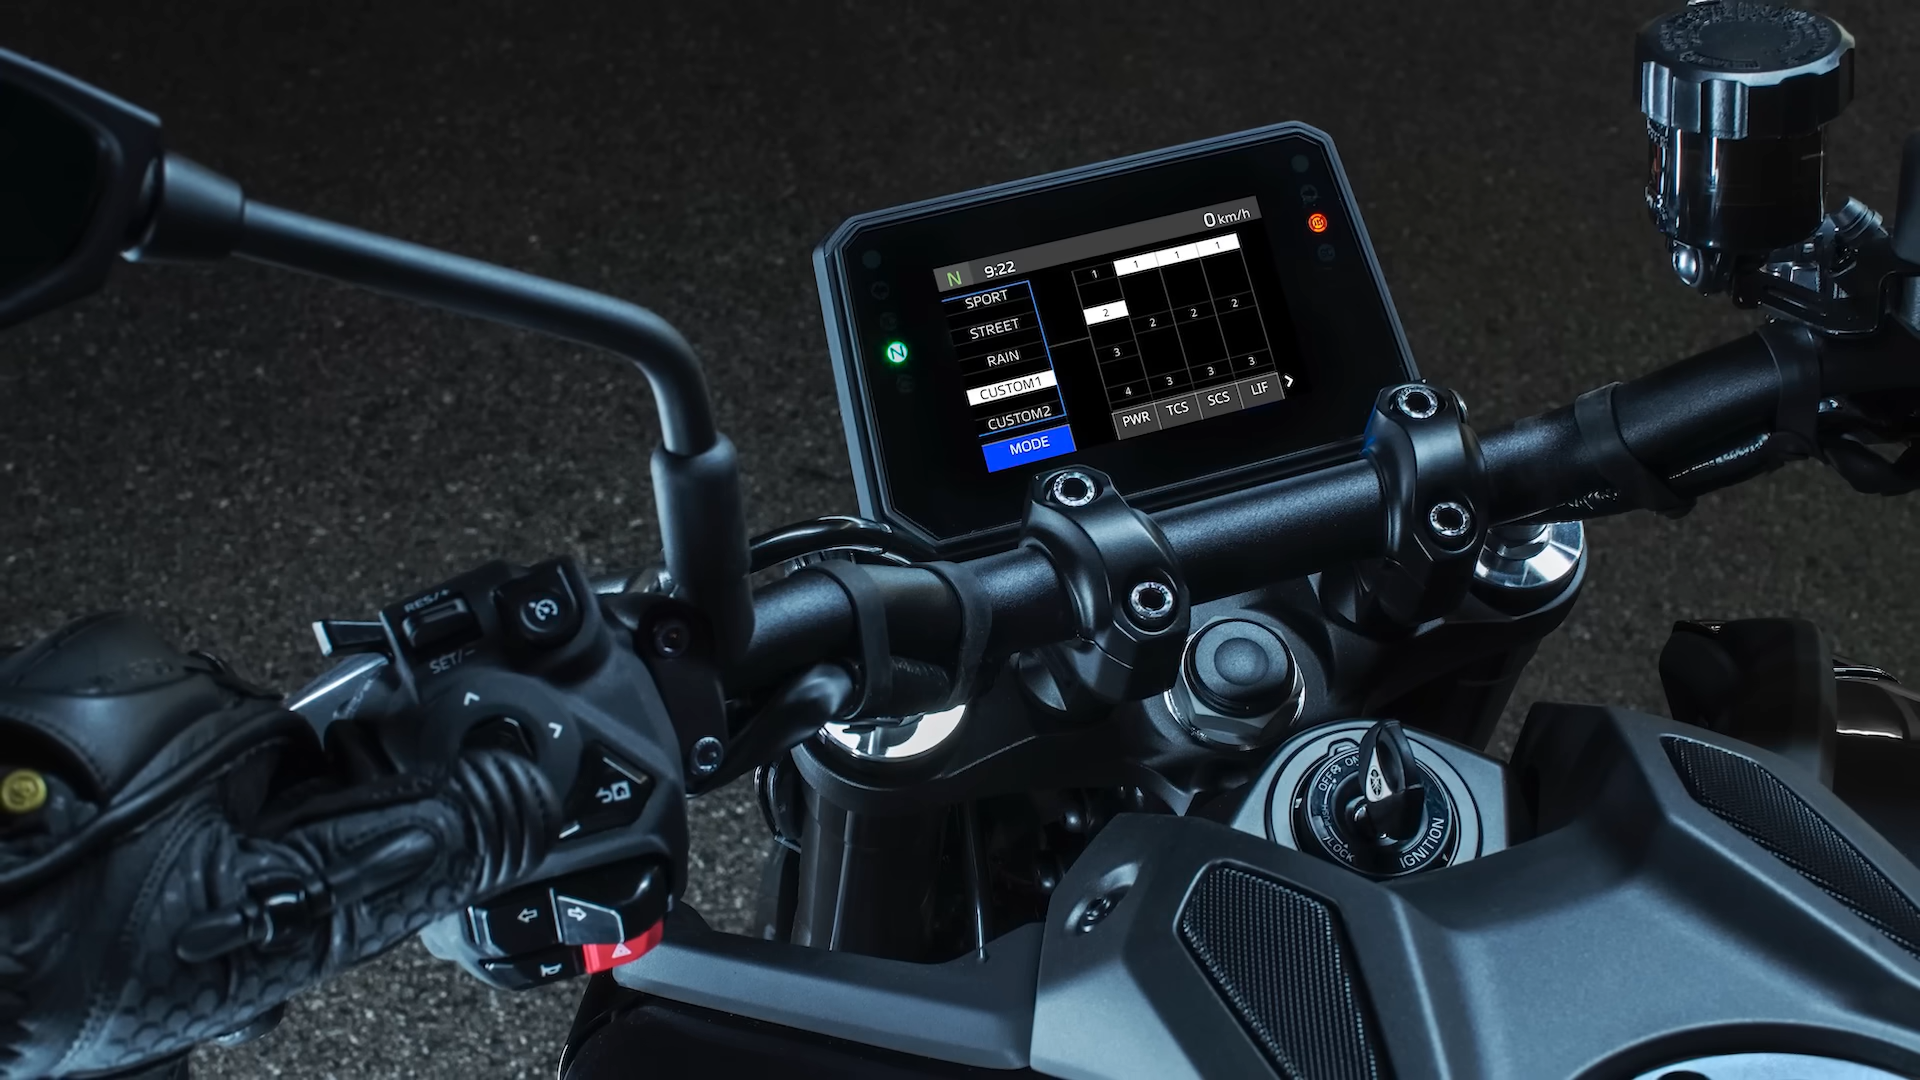 0 km/h
N 9:22
SPORT
STREET
RAIN
CUSTOM1
CUSTOM2
MODE
1 1 1 1
2 2 2 2
3 3 3 3
4
PWR TCS SCS LIF
N
RES/+
SET/-
OFF ON
PUSH
LOCK
IGNITION